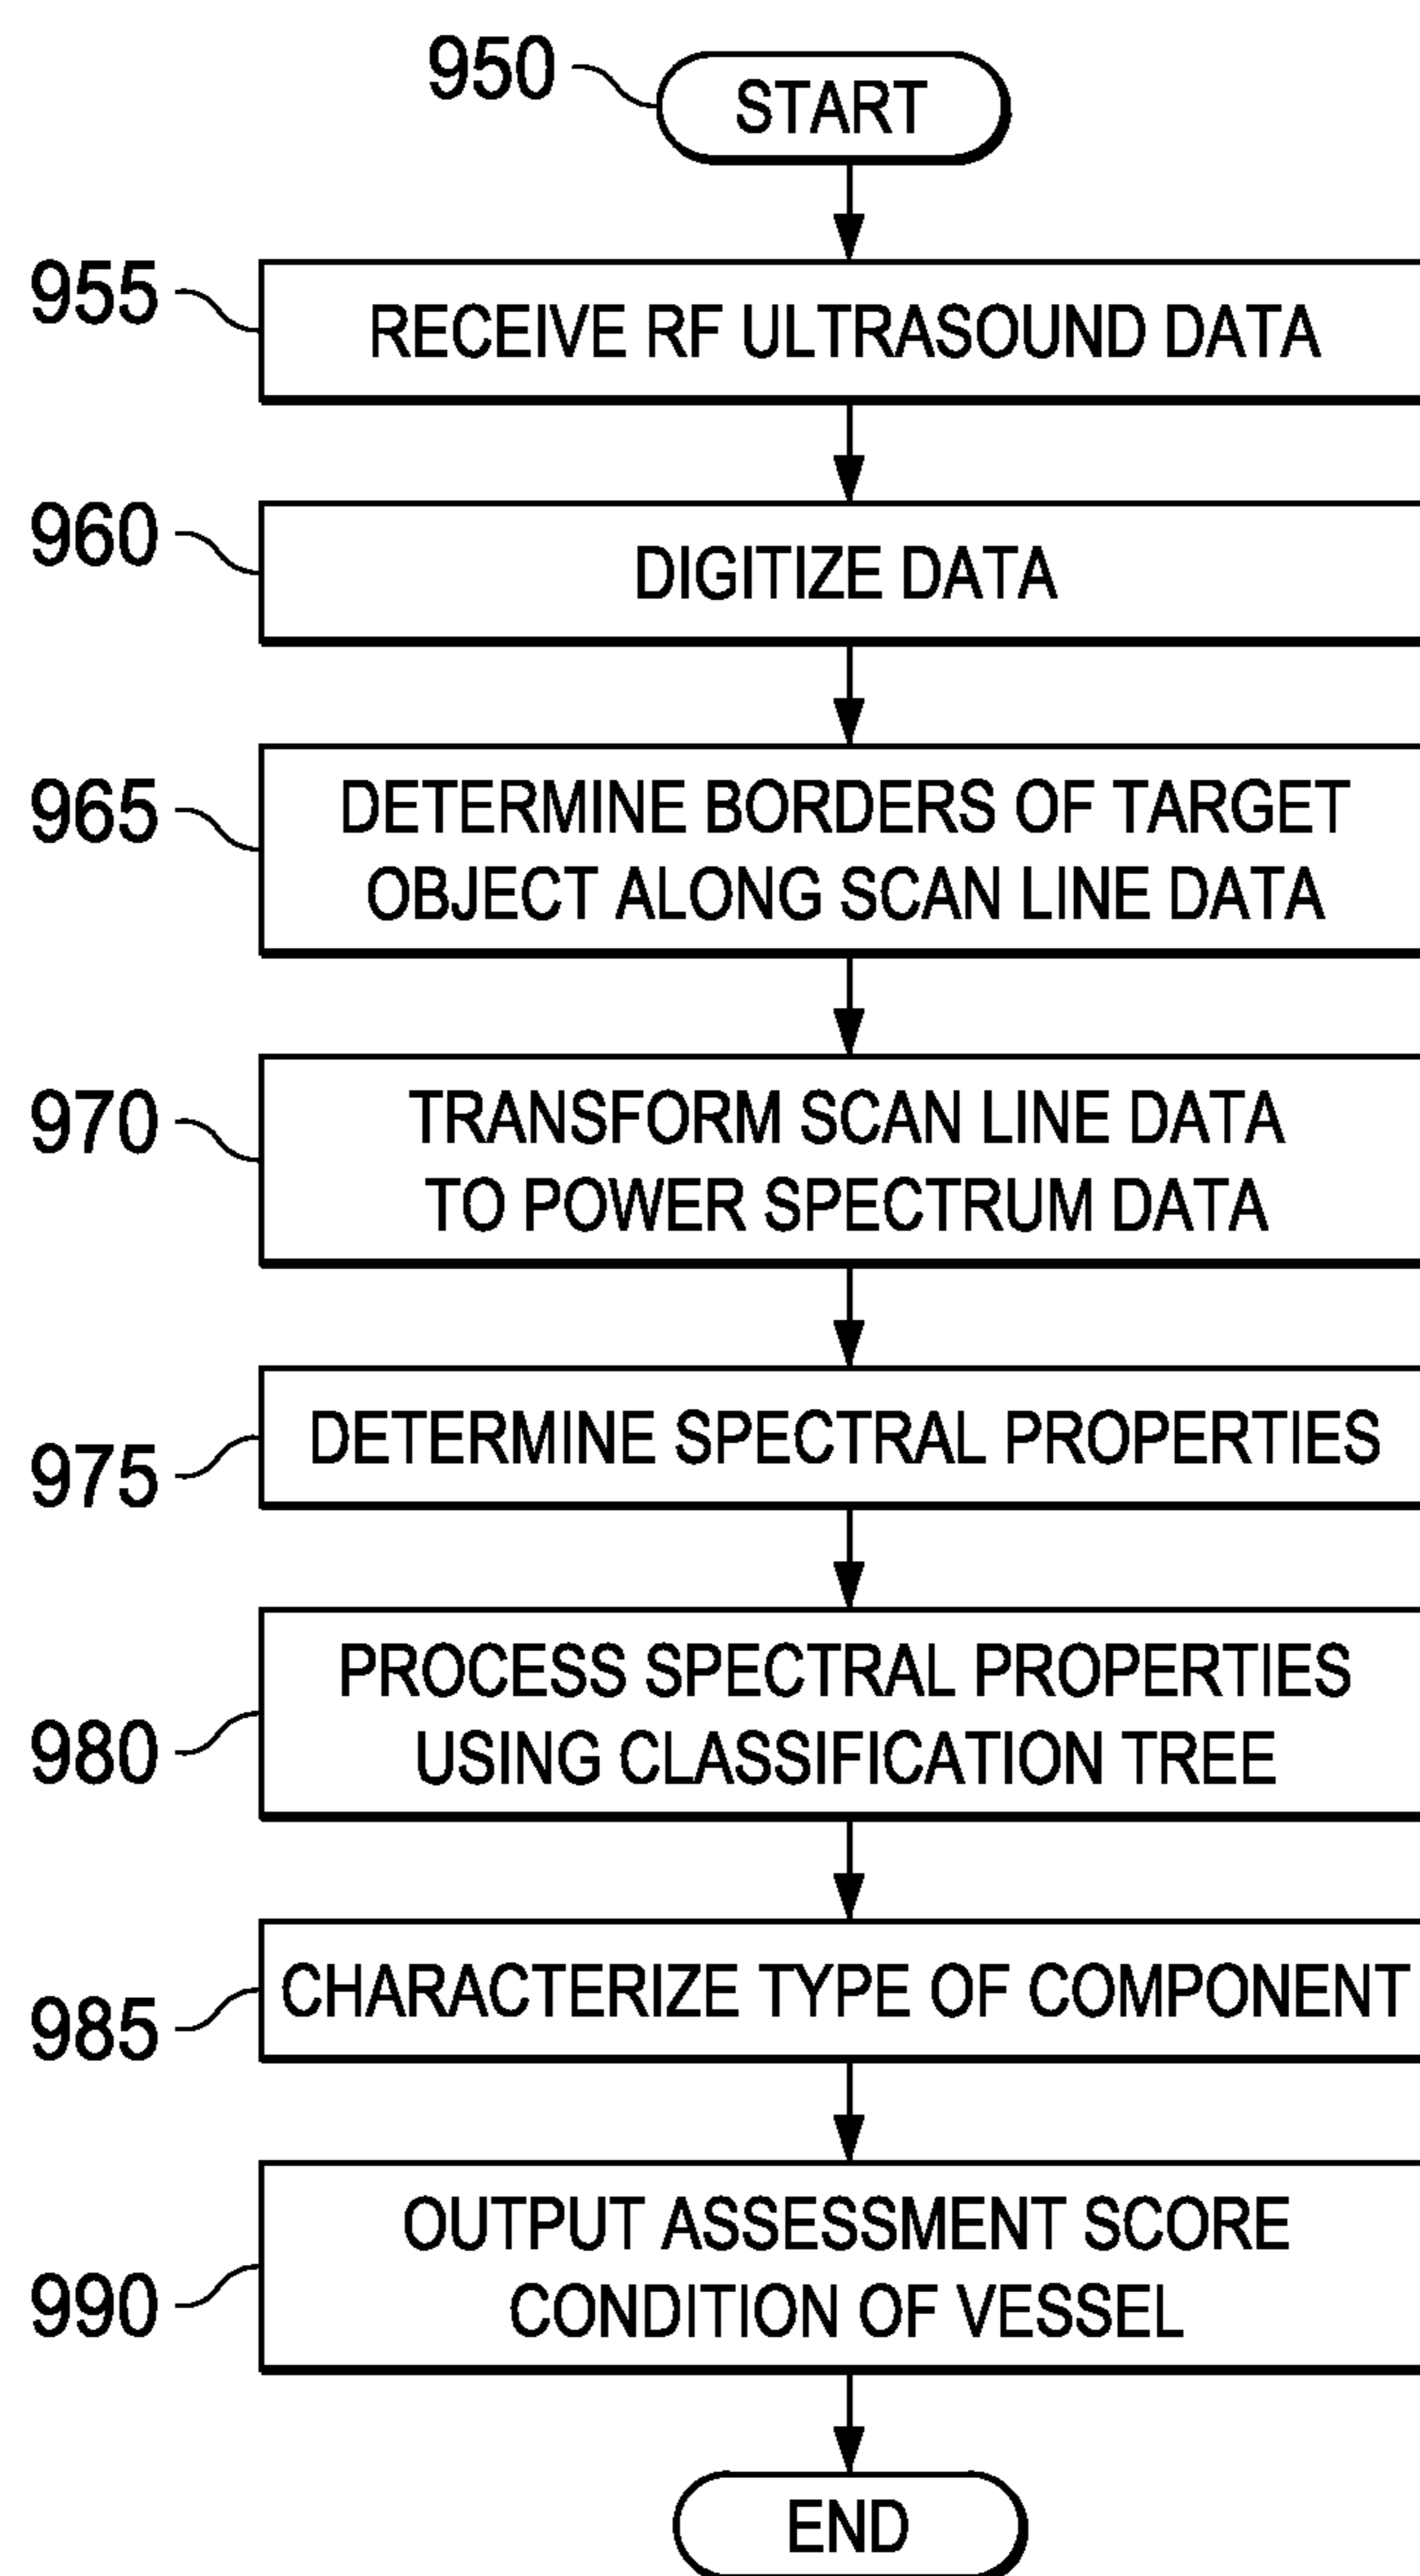 950
START
955
RECEIVE RF ULTRASOUND DATA
960
DIGITIZE DATA
965
DETERMINE BORDERS OF TARGET
OBJECT ALONG SCAN LINE DATA
970
TRANSFORM SCAN LINE DATA
TO POWER SPECTRUM DATA
975
DETERMINE SPECTRAL PROPERTIES
980
PROCESS SPECTRAL PROPERTIES
USING CLASSIFICATION TREE
985
CHARACTERIZE TYPE OF COMPONENT
990
OUTPUT ASSESSMENT SCORE
CONDITION OF VESSEL
END